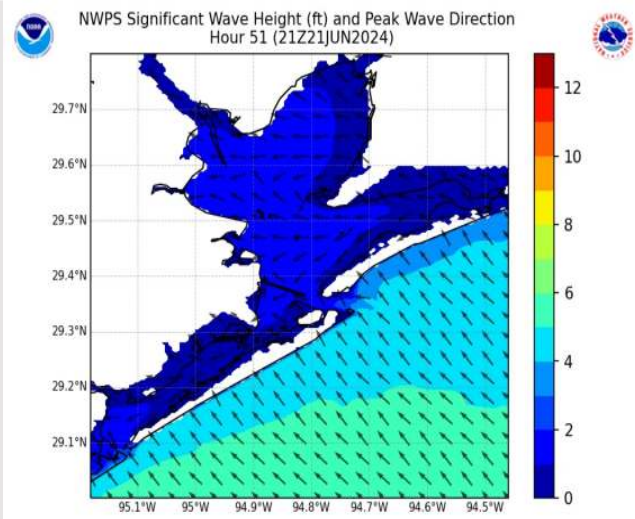 NWPS Significant Wave Height (ft) and Peak Wave Direction
Hour 51 (21Z21JUN2024)
NOAA
29.7°N
29.6°N
29.5°N
29.4°N
29.3°N
29.2°N
29.1°N
95.1°W 95°W 94.9°W 94.8°W 94.7°W 94.6°W 94.5°W
12
10
8
6
4
2
0